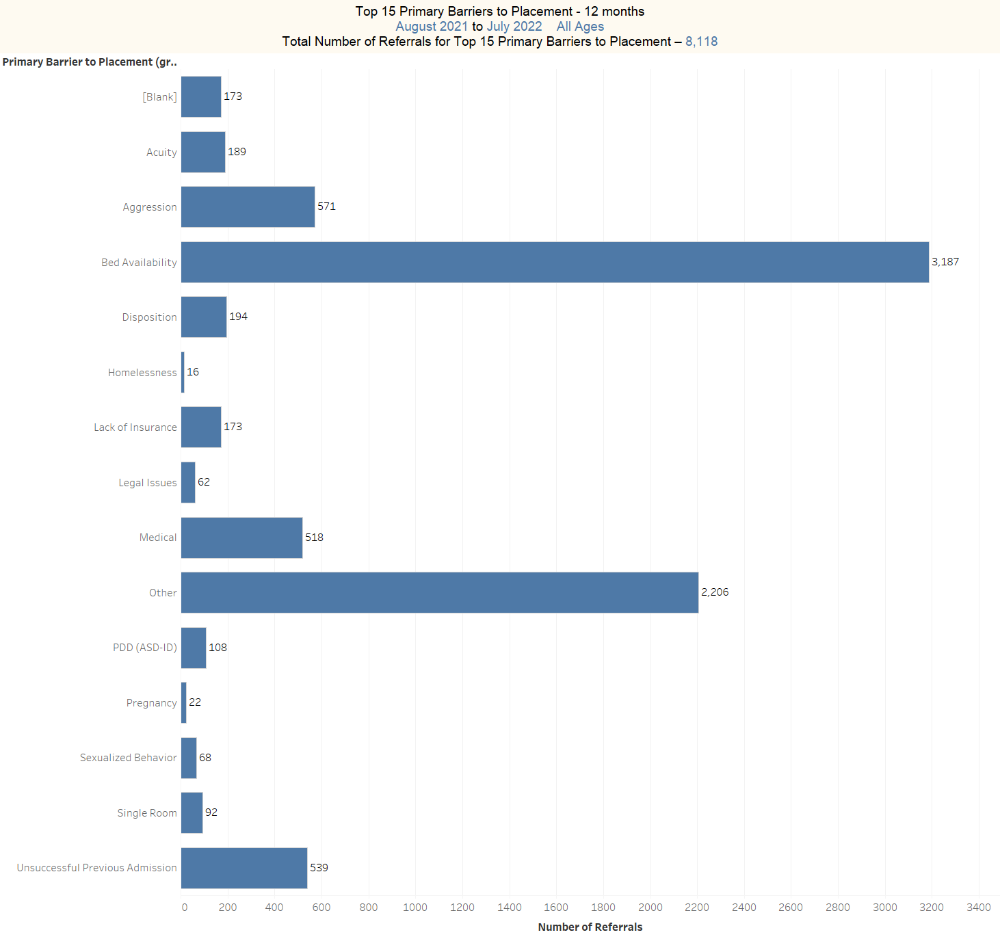 Top 15 Primary Barriers to Placement - 12 months
August 2021 to July 2022 All Ages
Total Number of Referrals for Top 15 Primary Barriers to Placement – 8,118
Primary Barrier to Placement (gr..
[Blank] 173
Acuity 189
Aggression 571
Bed Availability 3,187
Disposition 194
Homelessness 16
Lack of Insurance 173
Legal Issues 62
Medical 518
Other 2,206
PDD (ASD-ID) 108
Pregnancy 22
Sexualized Behavior 68
Single Room 92
Unsuccessful Previous Admission 539
0 200 400 600 800 1000 1200 1400 1600 1800 2000 2200 2400 2600 2800 3000 3200 3400
Number of Referrals